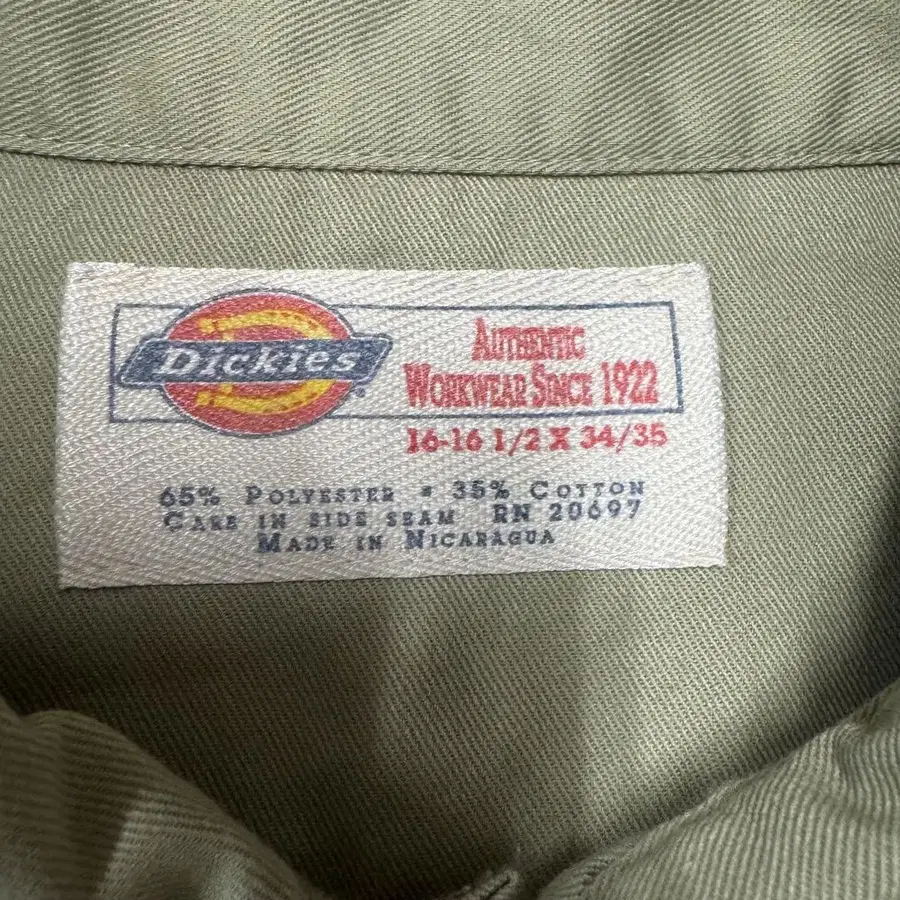 Dickies®
AUTHENTIC
WORKWEAR SINCE 1922
16-16 1/2 X 34/35
65% POLYESTER * 35% COTTON
CARE IN SIDE SEAM RN 20697
MADE IN NICARAGUA